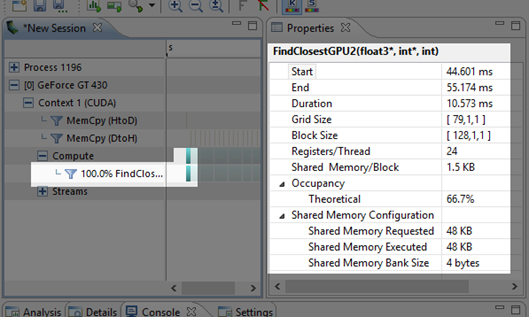 *New Session
Properties
s
Process 1196
[0] GeForce GT 430
Context 1 (CUDA)
MemCpy (HtoD)
MemCpy (DtoH)
Compute
100.0% FindClos...
Streams
FindClosestGPU2(float3*, int*, int)
Start 44.601 ms
End 55.174 ms
Duration 10.573 ms
Grid Size [ 79,1,1 ]
Block Size [ 128,1,1 ]
Registers/Thread 24
Shared Memory/Block 1.5 KB
Occupancy
Theoretical 66.7%
Shared Memory Configuration
Shared Memory Requested 48 KB
Shared Memory Executed 48 KB
Shared Memory Bank Size 4 bytes
Analysis Details Console Settings